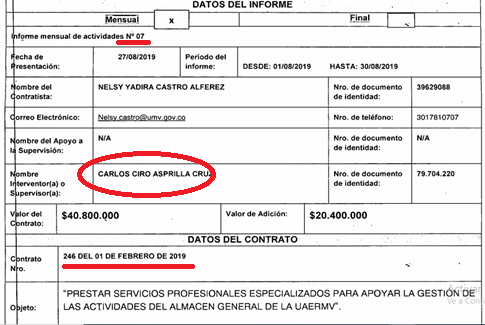 DATOS DEL INFORME
Mensual x Final
Informe mensual de actividades Nº 07
Fecha de Presentación: 27/08/2019 Periodo del informe: DESDE: 01/08/2019 HASTA: 30/08/2019
Nombre del Contratista: NELSY YADIRA CASTRO ALFEREZ Nro. de documento de identidad: 39629088
Correo Electrónico: Nelsy.castro@umv.gov.co Nro. de teléfono: 3017810707
Nombre del Apoyo a la Supervisión: N/A Nro. de documento de identidad: N/A
Nombre Interventor(a) o Supervisor(a): CARLOS CIRO ASPRILLA CRUZ Nro. de documento de identidad: 79.704.220
Valor del Contrato: $40.800.000 Valor de Adición: $20.400.000
DATOS DEL CONTRATO
Contrato Nro. 246 DEL 01 DE FEBRERO DE 2019
Objeto: "PRESTAR SERVICIOS PROFESIONALES ESPECIALIZADOS PARA APOYAR LA GESTIÓN DE
LAS ACTIVIDADES DEL ALMACEN GENERAL DE LA UAERMV".